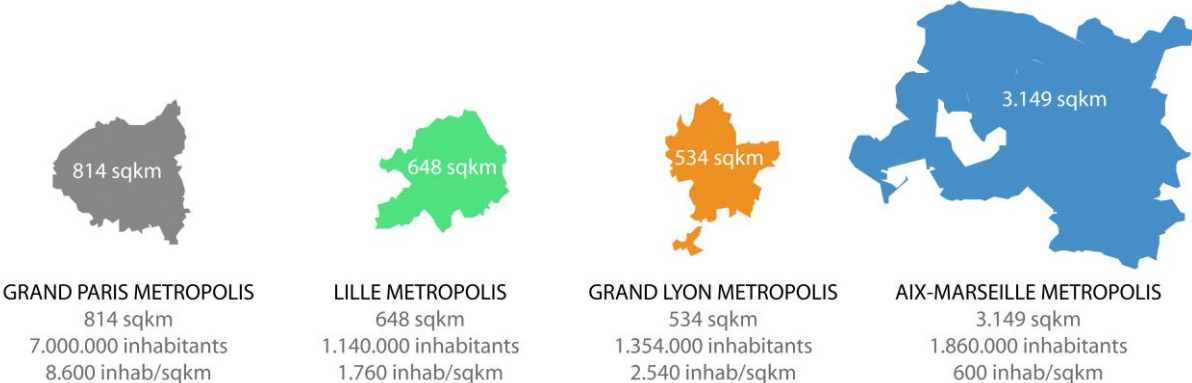 814 sqkm
648 sqkm
534 sqkm
3.149 sqkm
GRAND PARIS METROPOLIS
814 sqkm
7.000.000 inhabitants
8.600 inhab/sqkm
LILLE METROPOLIS
648 sqkm
1.140.000 inhabitants
1.760 inhab/sqkm
GRAND LYON METROPOLIS
534 sqkm
1.354.000 inhabitants
2.540 inhab/sqkm
AIX-MARSEILLE METROPOLIS
3.149 sqkm
1.860.000 inhabitants
600 inhab/sqkm